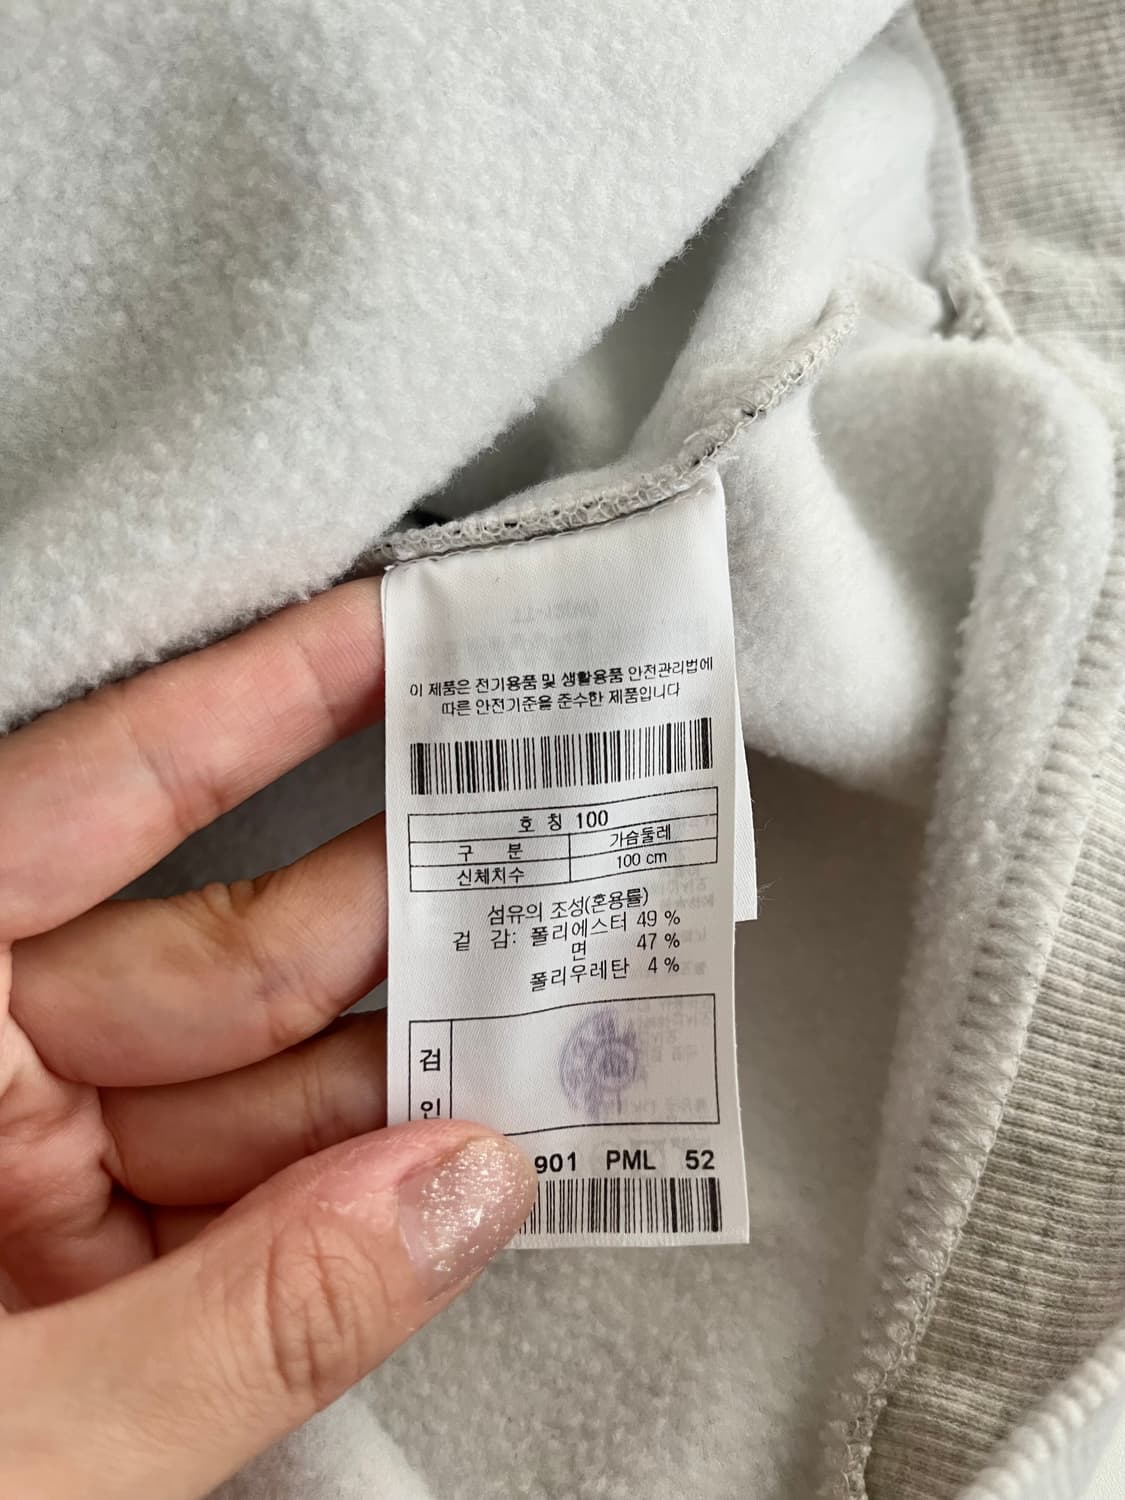 이 제품은 전기용품 및 생활용품 안전관리법에
따른 안전기준을 준수한 제품입니다
호 칭 100
구 분 가슴둘레
신체치수 100 cm
섬유의 조성(혼용률)
겉 감: 폴리에스터 49 %
면 47 %
폴리우레탄 4 %
검
인
901 PML 52